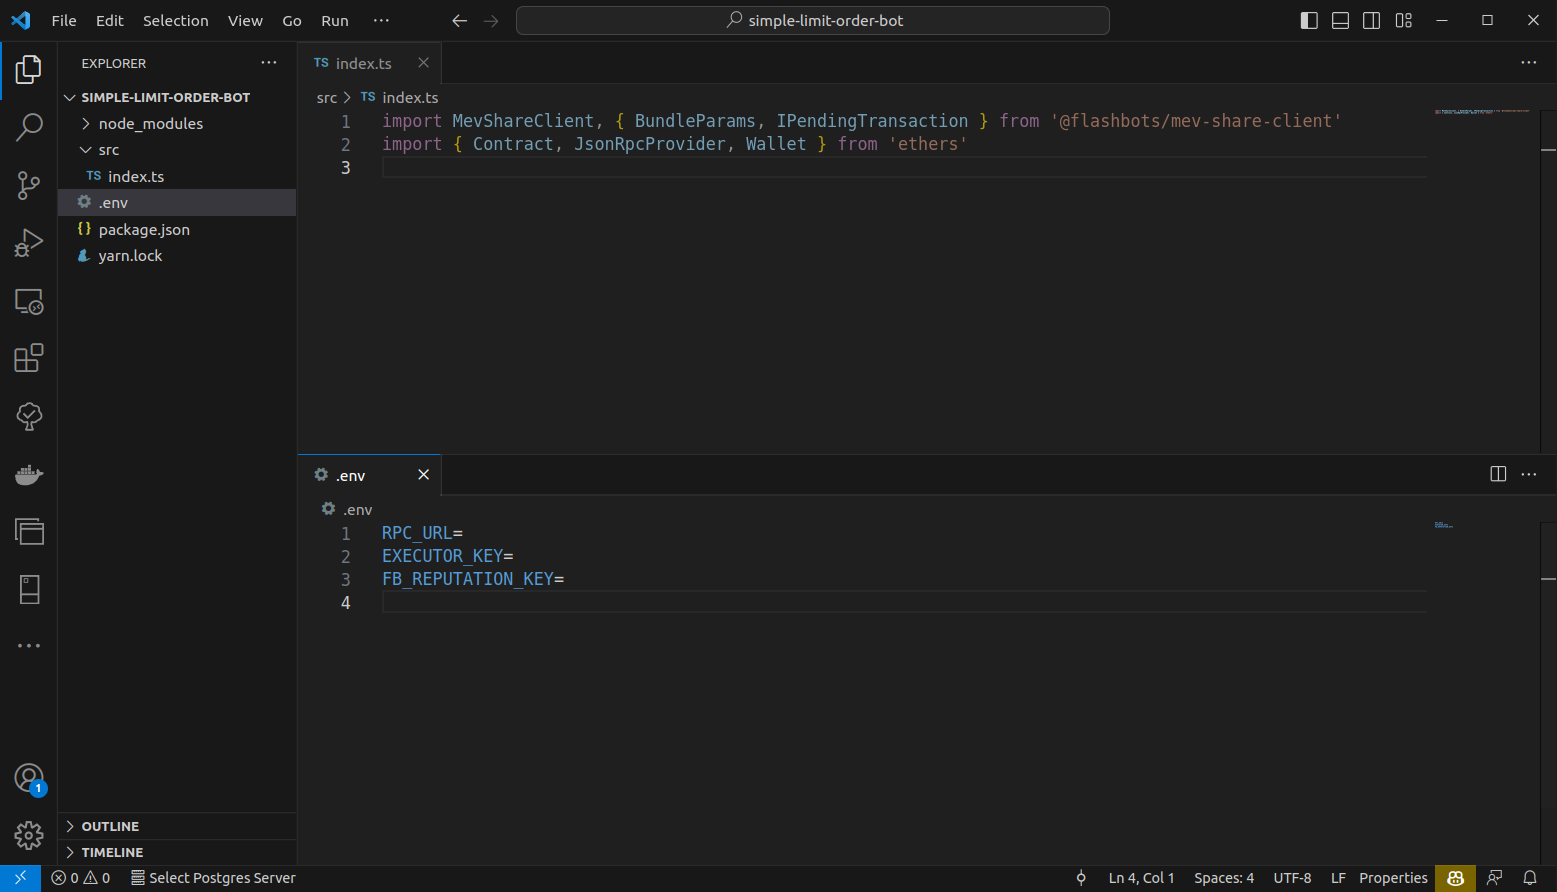 File Edit Selection View Go Run ···
simple-limit-order-bot
EXPLORER
SIMPLE-LIMIT-ORDER-BOT
node_modules
src
TS index.ts
.env
{} package.json
yarn.lock
OUTLINE
TIMELINE
TS index.ts
src > TS index.ts
1 import MevShareClient, { BundleParams, IPendingTransaction } from '@flashbots/mev-share-client'
2 import { Contract, JsonRpcProvider, Wallet } from 'ethers'
3
.env
.env
1 RPC_URL=
2 EXECUTOR_KEY=
3 FB_REPUTATION_KEY=
4
1
0 0 Select Postgres Server
Ln 4, Col 1 Spaces: 4 UTF-8 LF Properties